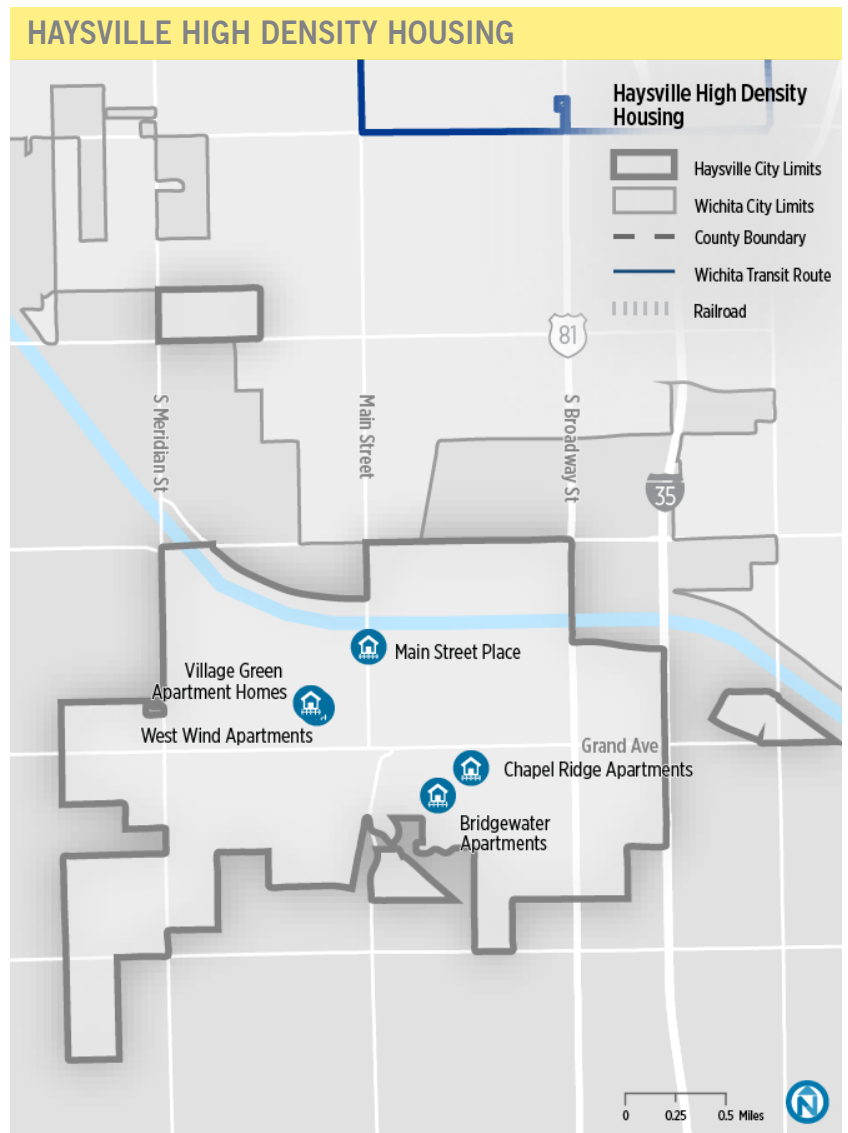 HAYSVILLE HIGH DENSITY HOUSING
Haysville High Density
Housing
Haysville City Limits
Wichita City Limits
County Boundary
Wichita Transit Route
Railroad
81
S Meridian St
Main Street
S Broadway St
35
Main Street Place
Village Green
Apartment Homes
West Wind Apartments
Grand Ave
Chapel Ridge Apartments
Bridgewater
Apartments
0 0.25 0.5 Miles
N